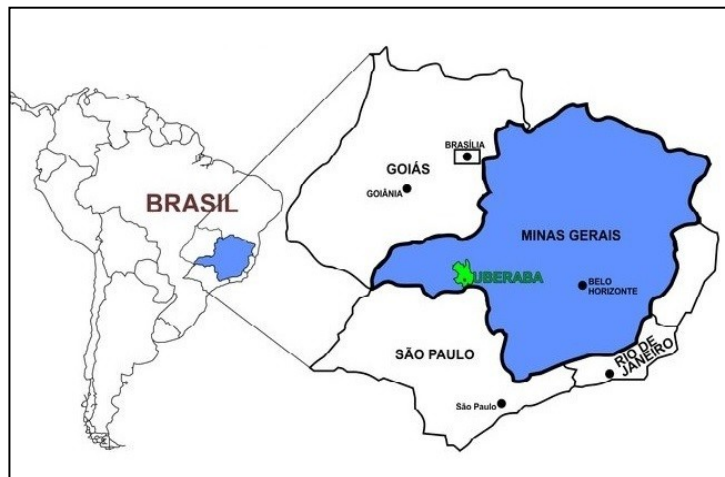 BRASIL
BRASÍLIA
GOIÁS
GOIÂNIA
MINAS GERAIS
UBERABA
BELO
HORIZONTE
SÃO PAULO
RIO DE
JANEIRO
São Paulo